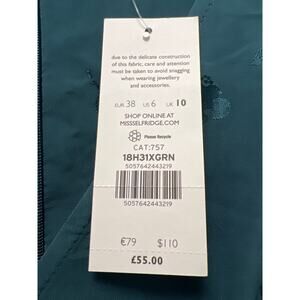 due to the delicate construction
of this fabric, care and attention
must be taken to avoid snagging
when wearing jewellery
and accessories.
EUR 38 US 6 UK 10
SHOP ONLINE AT
MISSSELFRIDGE.COM
Please Recycle
CAT:757
18H31XGRN
5057642443219
5057642443219
€79 $110
£55.00